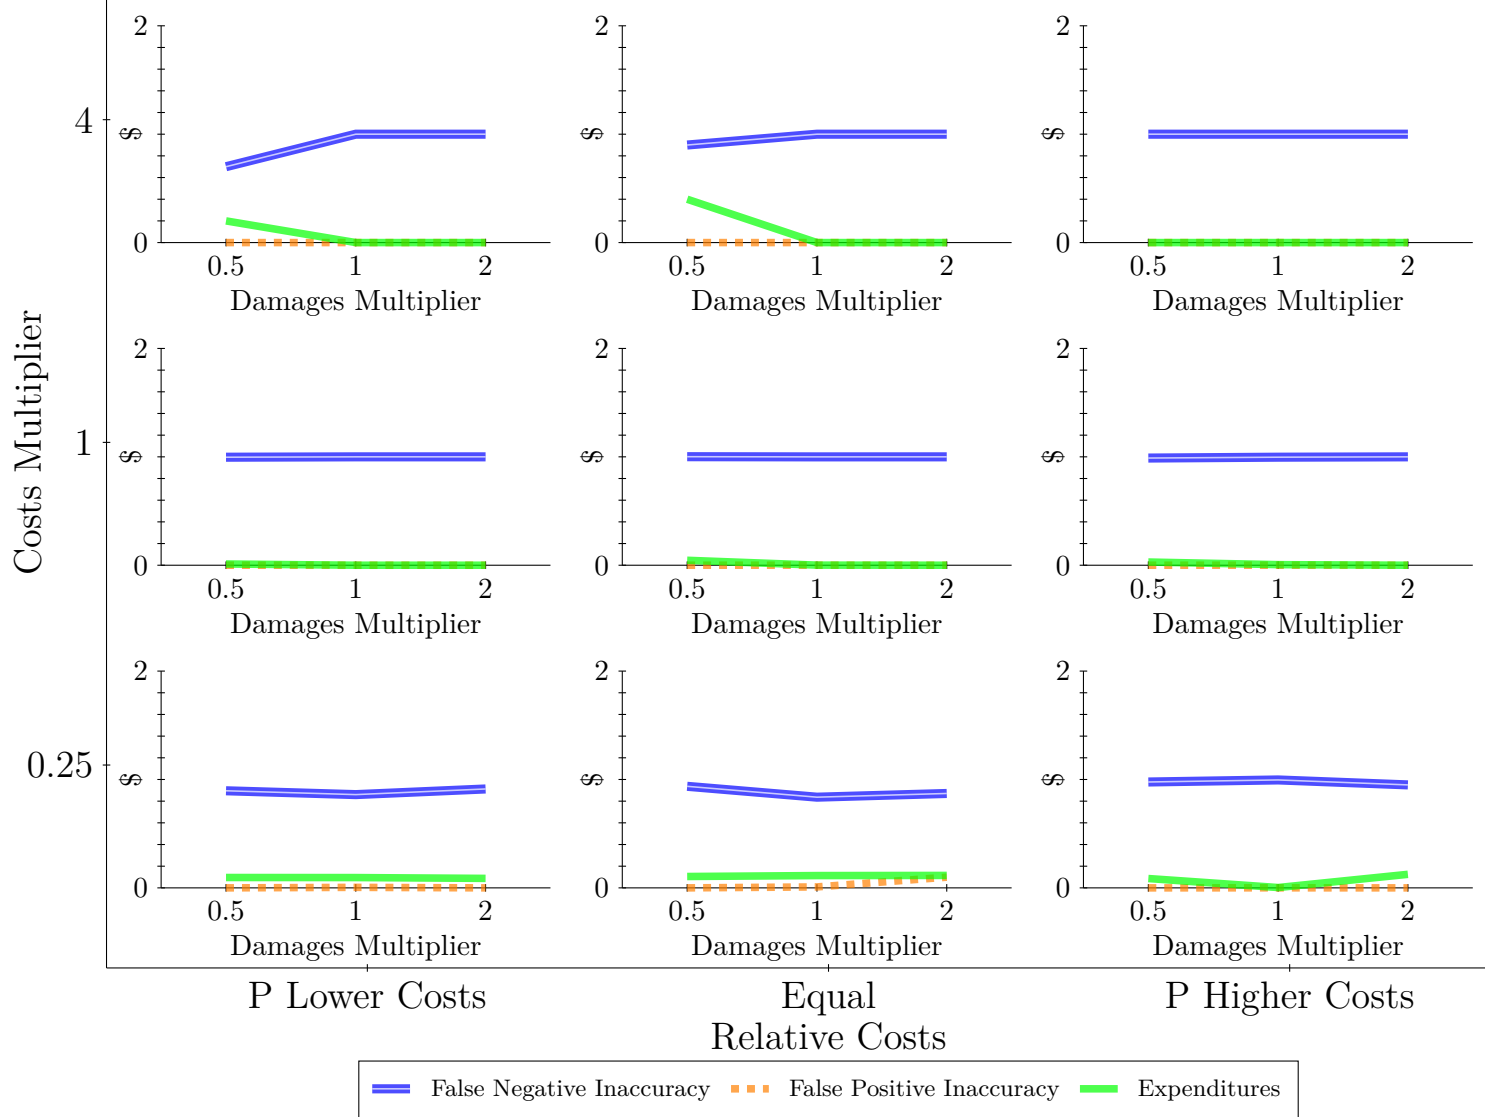 Costs Multiplier
4
2
$
0
0.5 1 2
Damages Multiplier
2
$
0
0.5 1 2
Damages Multiplier
2
$
0
0.5 1 2
Damages Multiplier
1
2
$
0
0.5 1 2
Damages Multiplier
2
$
0
0.5 1 2
Damages Multiplier
2
$
0
0.5 1 2
Damages Multiplier
0.25
2
$
0
0.5 1 2
Damages Multiplier
2
$
0
0.5 1 2
Damages Multiplier
2
$
0
0.5 1 2
Damages Multiplier
P Lower Costs Equal P Higher Costs
Relative Costs
False Negative Inaccuracy False Positive Inaccuracy Expenditures